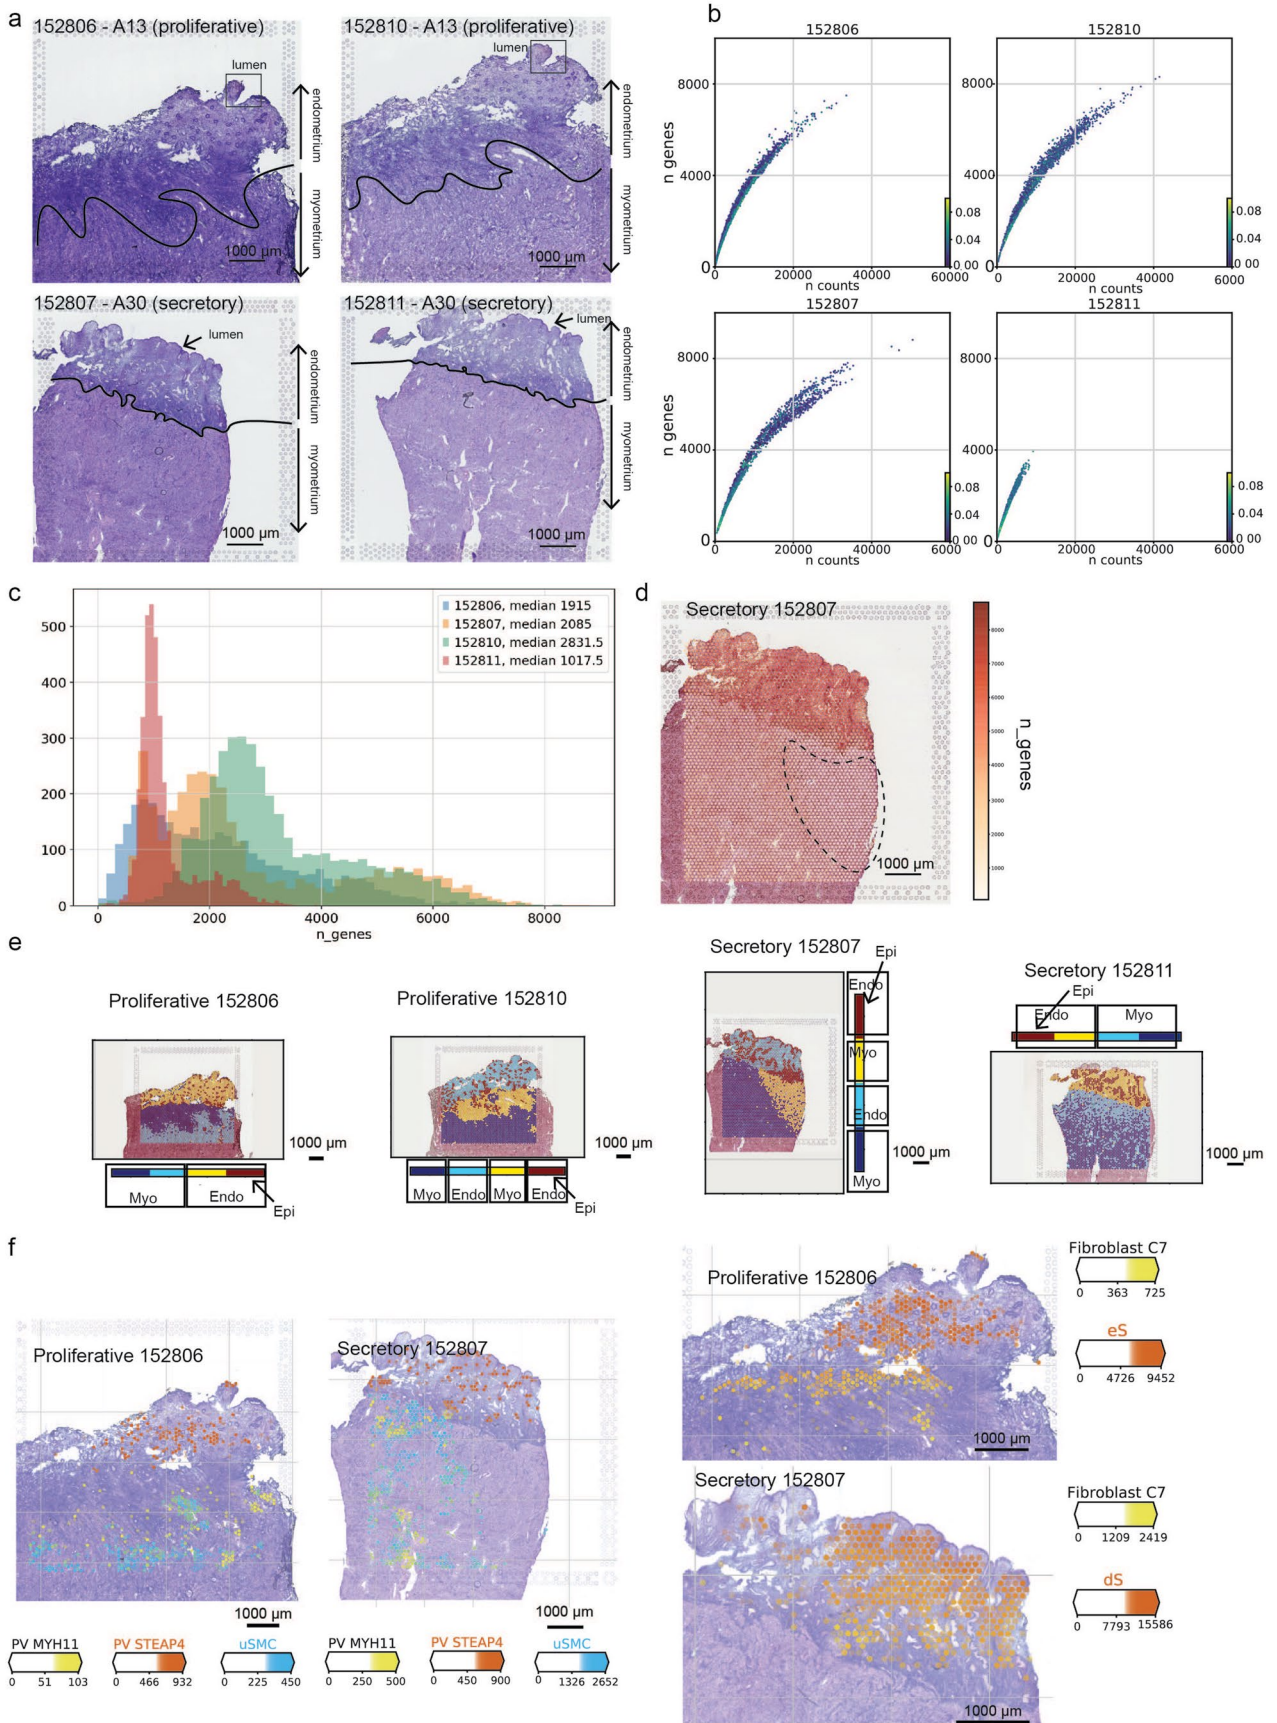 a
152806 - A13 (proliferative)
lumen
endometrium
myometrium
1000 µm
152810 - A13 (proliferative)
lumen
endometrium
myometrium
1000 µm
152807 - A30 (secretory)
lumen
endometrium
myometrium
1000 µm
152811 - A30 (secretory)
lumen
endometrium
myometrium
1000 µm
b
152806
n genes
8000
4000
0
0 20000 40000 60000
n counts
0.08
0.04
0 00
152810
8000
4000
0
0 20000 40000 6000
n counts
0.08
0.04
0 00
152807
n genes
8000
4000
0
0 20000 40000 60000
n counts
0.08
0.04
0 00
152811
8000
4000
0
0 20000 40000 6000
n counts
0.08
0.04
0 00
c
500
400
300
200
100
0
0 2000 4000 6000 8000
n_genes
152806, median 1915
152807, median 2085
152810, median 2831.5
152811, median 1017.5
d
Secretory 152807
1000 µm
8000
7000
6000
5000
4000
3000
2000
1000
n_genes
e
Proliferative 152806
1000 µm
Myo Endo
Epi
Proliferative 152810
1000 µm
Myo Endo Myo Endo
Epi
Secretory 152807
Epi
Endo
Myo
Endo
Myo
1000 µm
Secretory 152811
Epi
Endo Myo
1000 µm
f
Proliferative 152806
1000 µm
PV MYH11
0 51 103
PV STEAP4
0 466 932
uSMC
0 225 450
Secretory 152807
1000 µm
PV MYH11
0 250 500
PV STEAP4
0 450 900
uSMC
0 1326 2652
Proliferative 152806
1000 µm
Fibroblast C7
0 363 725
eS
0 4726 9452
Secretory 152807
1000 µm
Fibroblast C7
0 1209 2419
dS
0 7793 15586